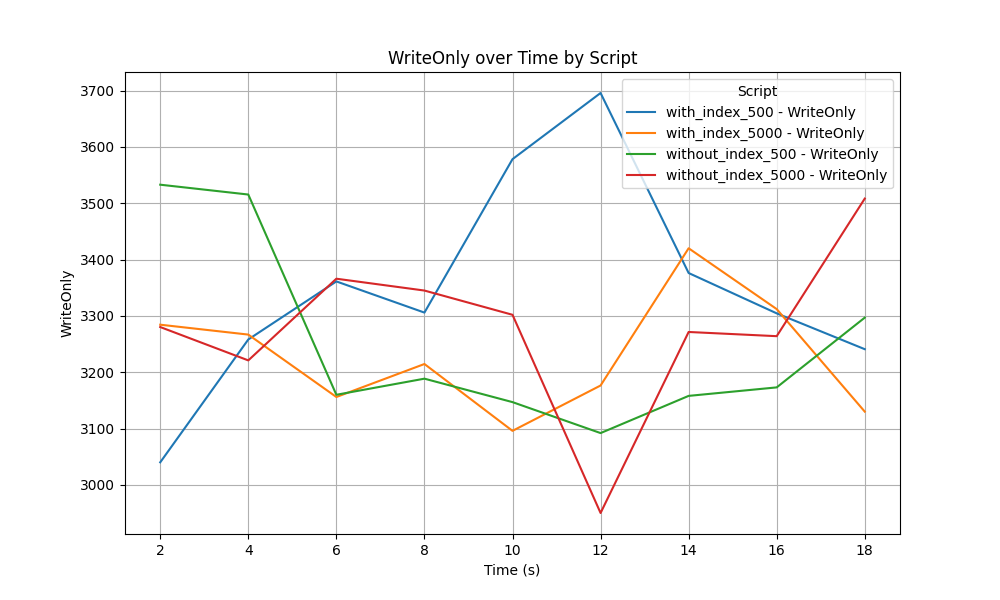 WriteOnly over Time by Script
Script
with_index_500 - WriteOnly
with_index_5000 - WriteOnly
without_index_500 - WriteOnly
without_index_5000 - WriteOnly
3700
3600
3500
3400
3300
3200
3100
3000
WriteOnly
2 4 6 8 10 12 14 16 18
Time (s)